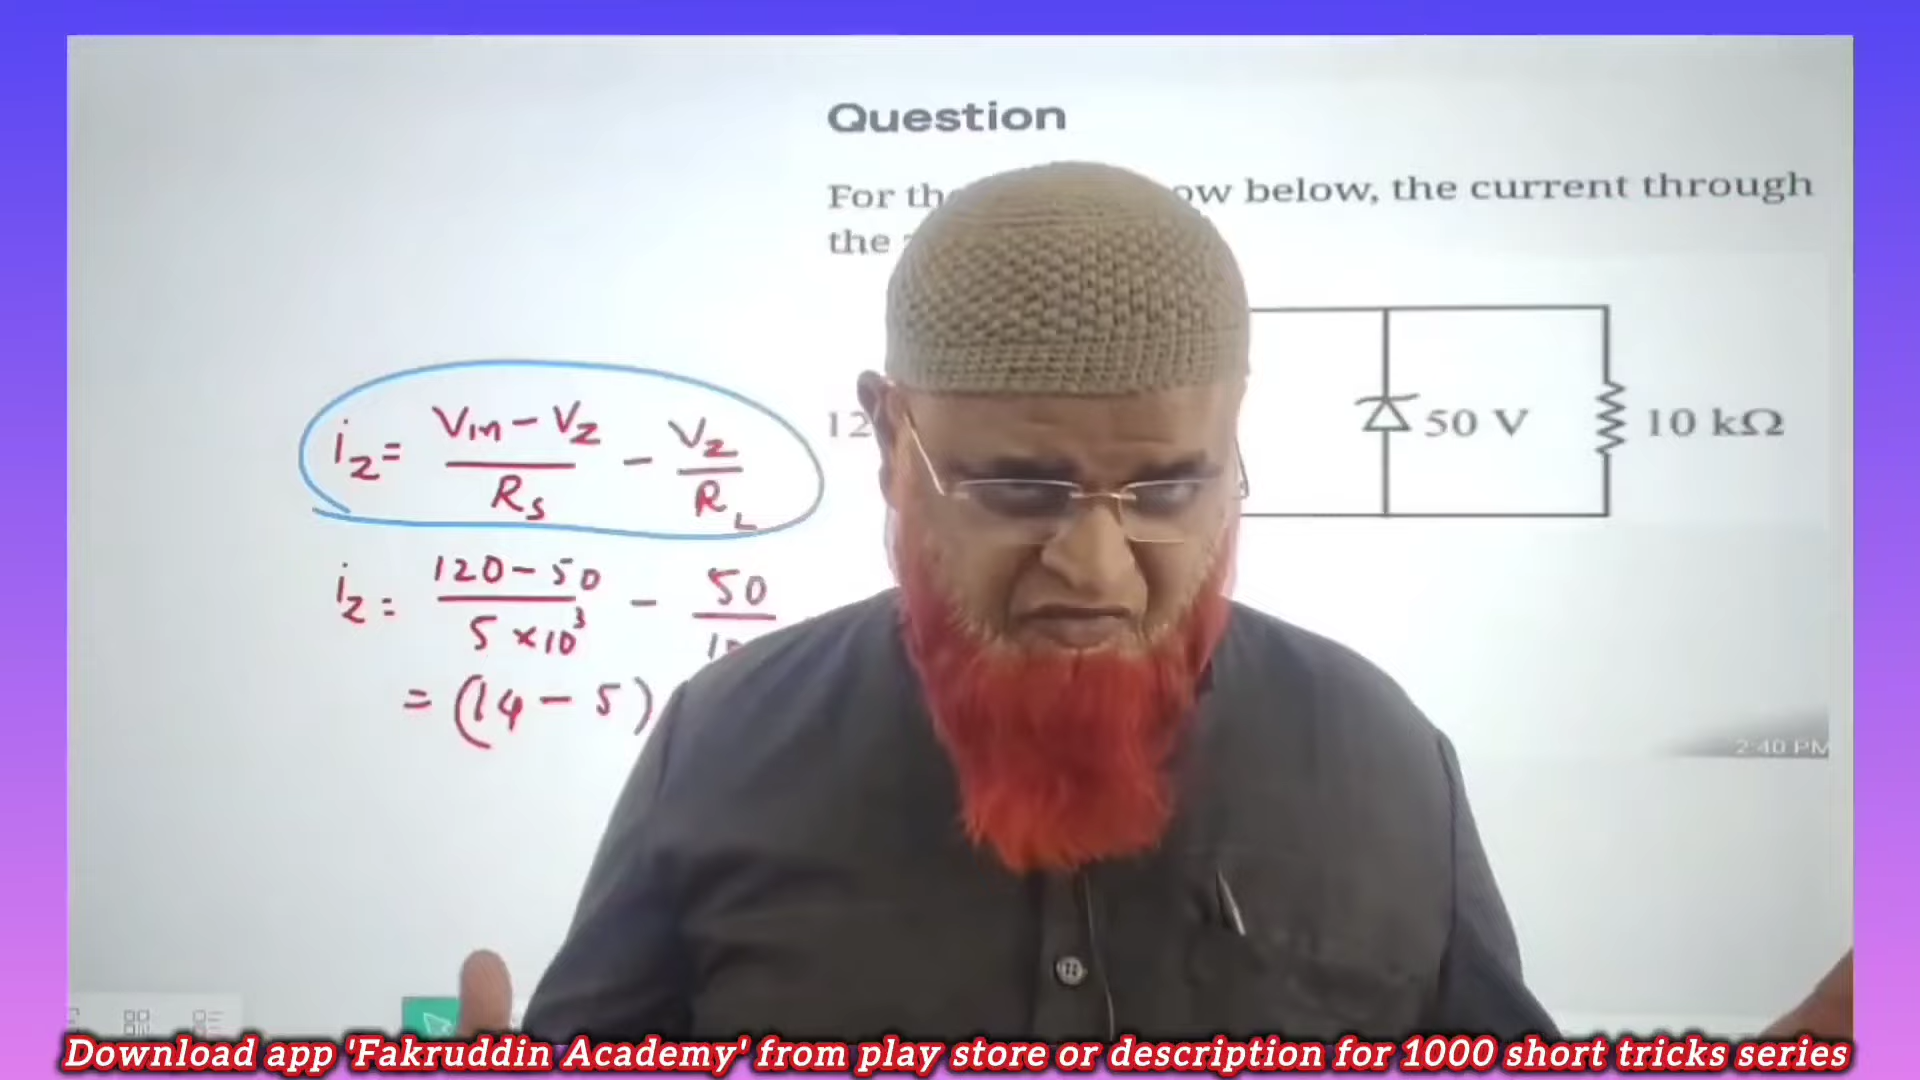 Question
For th ow below, the current through
the
12
50 V
10 kΩ
i_z = (V_in − V_z)/R_s − V_z/R_L
i_z = (120 − 50)/(5 × 10³) − 50/10
= (14 − 5)
2:40 PM
Download app 'Fakruddin Academy' from play store or description for 1000 short tricks series